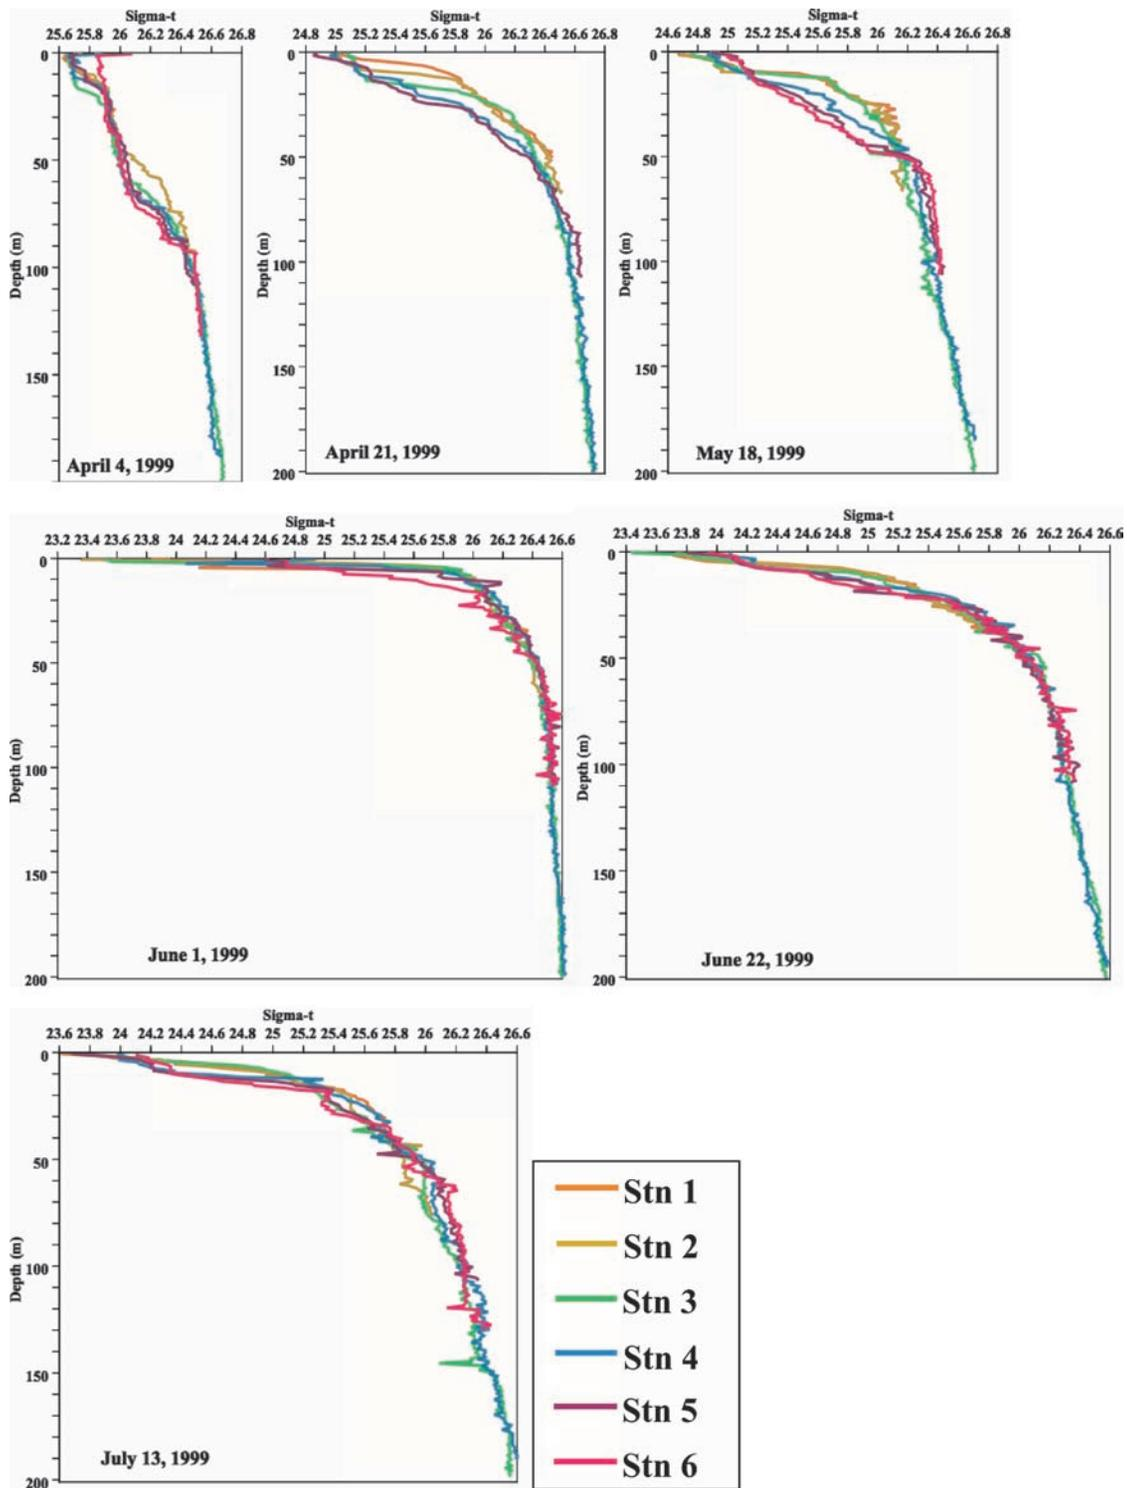 Sigma-t
25.6 25.8 26 26.2 26.4 26.6 26.8
0
50
100
150
Depth (m)
April 4, 1999
Sigma-t
24.8 25 25.2 25.4 25.6 25.8 26 26.2 26.4 26.6 26.8
0
50
100
150
200
Depth (m)
April 21, 1999
Sigma-t
24.6 24.8 25 25.2 25.4 25.6 25.8 26 26.2 26.4 26.6 26.8
0
50
100
150
200
Depth (m)
May 18, 1999
Sigma-t
23.2 23.4 23.6 23.8 24 24.2 24.4 24.6 24.8 25 25.2 25.4 25.6 25.8 26 26.2 26.4 26.6
0
50
100
150
200
Depth (m)
June 1, 1999
Sigma-t
23.4 23.6 23.8 24 24.2 24.4 24.6 24.8 25 25.2 25.4 25.6 25.8 26 26.2 26.4 26.6
0
50
100
150
200
Depth (m)
June 22, 1999
Sigma-t
23.6 23.8 24 24.2 24.4 24.6 24.8 25 25.2 25.4 25.6 25.8 26 26.2 26.4 26.6
0
50
100
150
200
Depth (m)
July 13, 1999
Stn 1
Stn 2
Stn 3
Stn 4
Stn 5
Stn 6